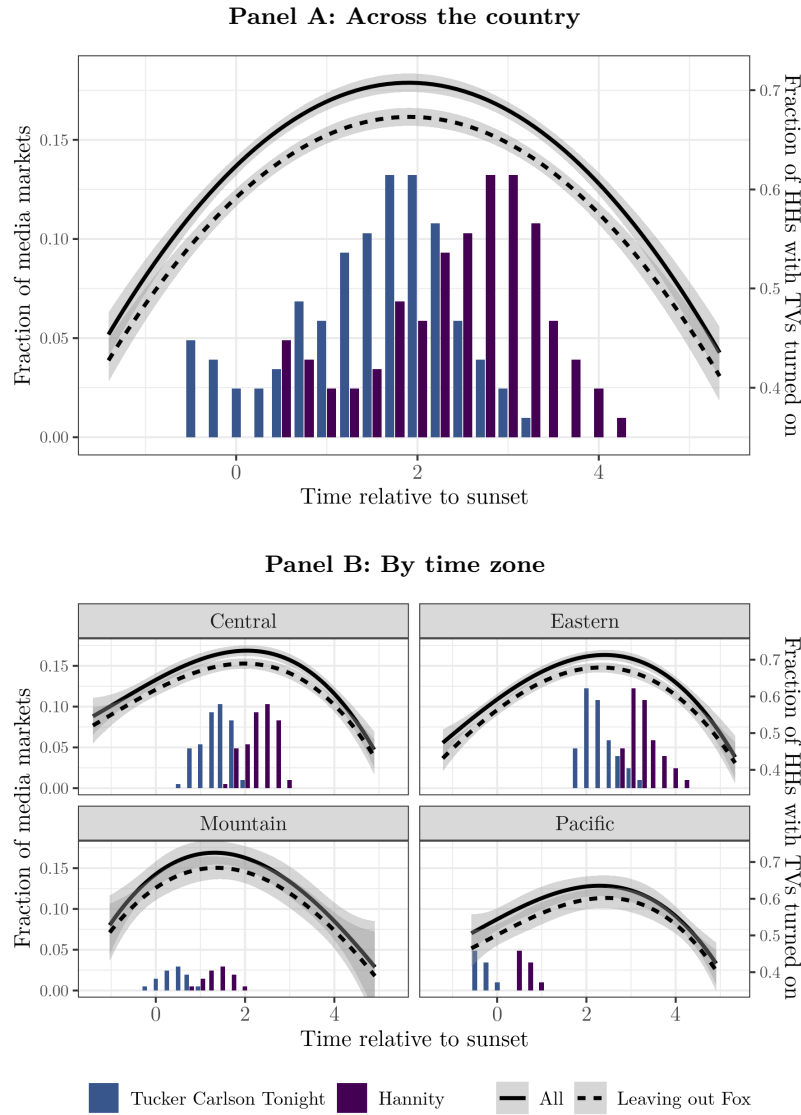 Panel A: Across the country
Fraction of media markets
0.15
0.10
0.05
0.00
0.7
0.6
0.5
0.4
Fraction of HHs with TVs turned on
0 2 4
Time relative to sunset
Panel B: By time zone
Central Eastern
Fraction of media markets
0.15
0.10
0.05
0.00
0.7
0.6
0.5
0.4
Fraction of HHs with TVs turned on
Mountain Pacific
0.15
0.10
0.05
0.00
0.7
0.6
0.5
0.4
0 2 4 0 2 4
Time relative to sunset
Tucker Carlson Tonight Hannity All Leaving out Fox